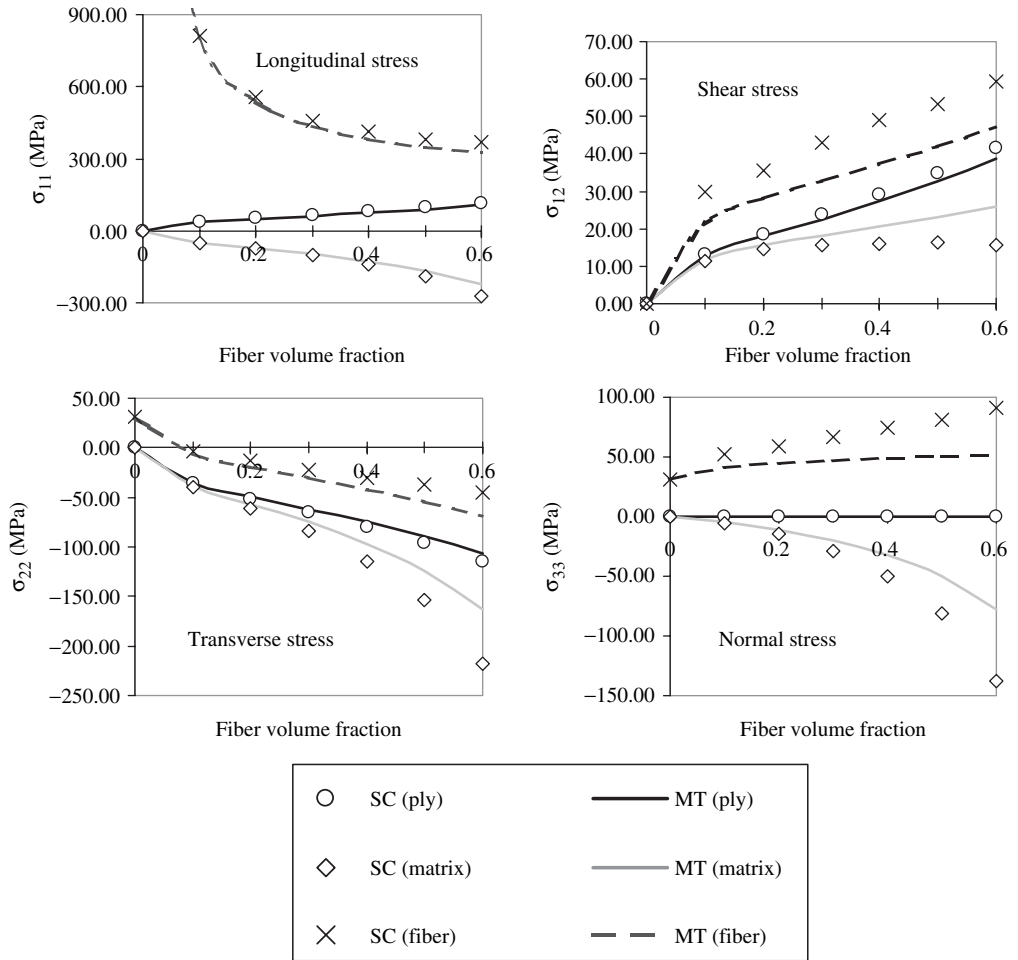 900.00
600.00
300.00
0.00
−300.00
σ11 (MPa)
Longitudinal stress
0 0.2 0.4 0.6
Fiber volume fraction
70.00
60.00
50.00
40.00
30.00
20.00
10.00
0.00
σ12 (MPa)
Shear stress
0 0.2 0.4 0.6
Fiber volume fraction
50.00
0.00
−50.00
−100.00
−150.00
−200.00
−250.00
σ22 (MPa)
0 0.2 0.4 0.6
Transverse stress
Fiber volume fraction
100.00
50.00
0.00
−50.00
−100.00
−150.00
σ33 (MPa)
0 0.2 0.4 0.6
Normal stress
Fiber volume fraction
SC (ply) MT (ply)
SC (matrix) MT (matrix)
SC (fiber) MT (fiber)